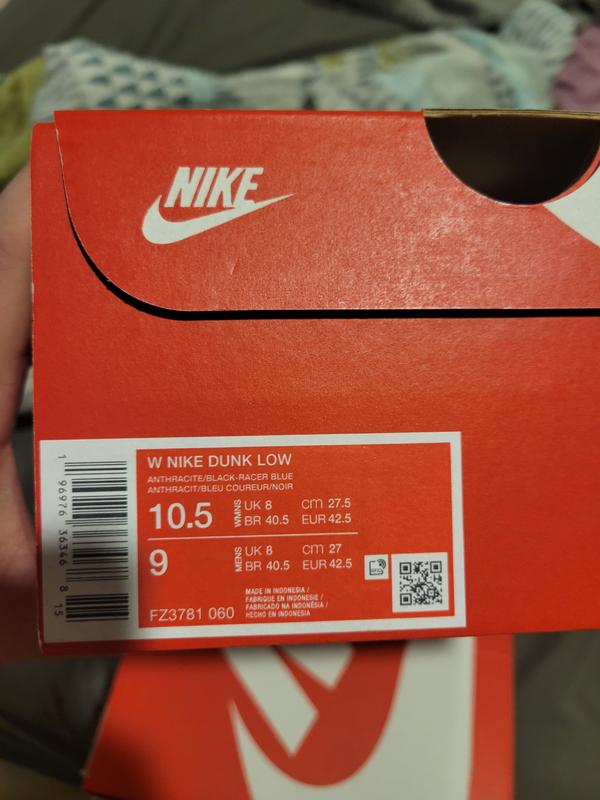 NIKE
W NIKE DUNK LOW
ANTHRACITE/BLACK-RACER BLUE
ANTHRACIT/BLEU COUREUR/NOIR
10.5 WMNS UK 8 cm 27.5
BR 40.5 EUR 42.5
9 MENS UK 8 cm 27
BR 40.5 EUR 42.5
MADE IN INDONESIA /
FABRIQUE EN INDONESIE /
FABRICADO NA INDONÉSIA /
HECHO EN INDONESIA
FZ3781 060
1 96976 36346 8 15